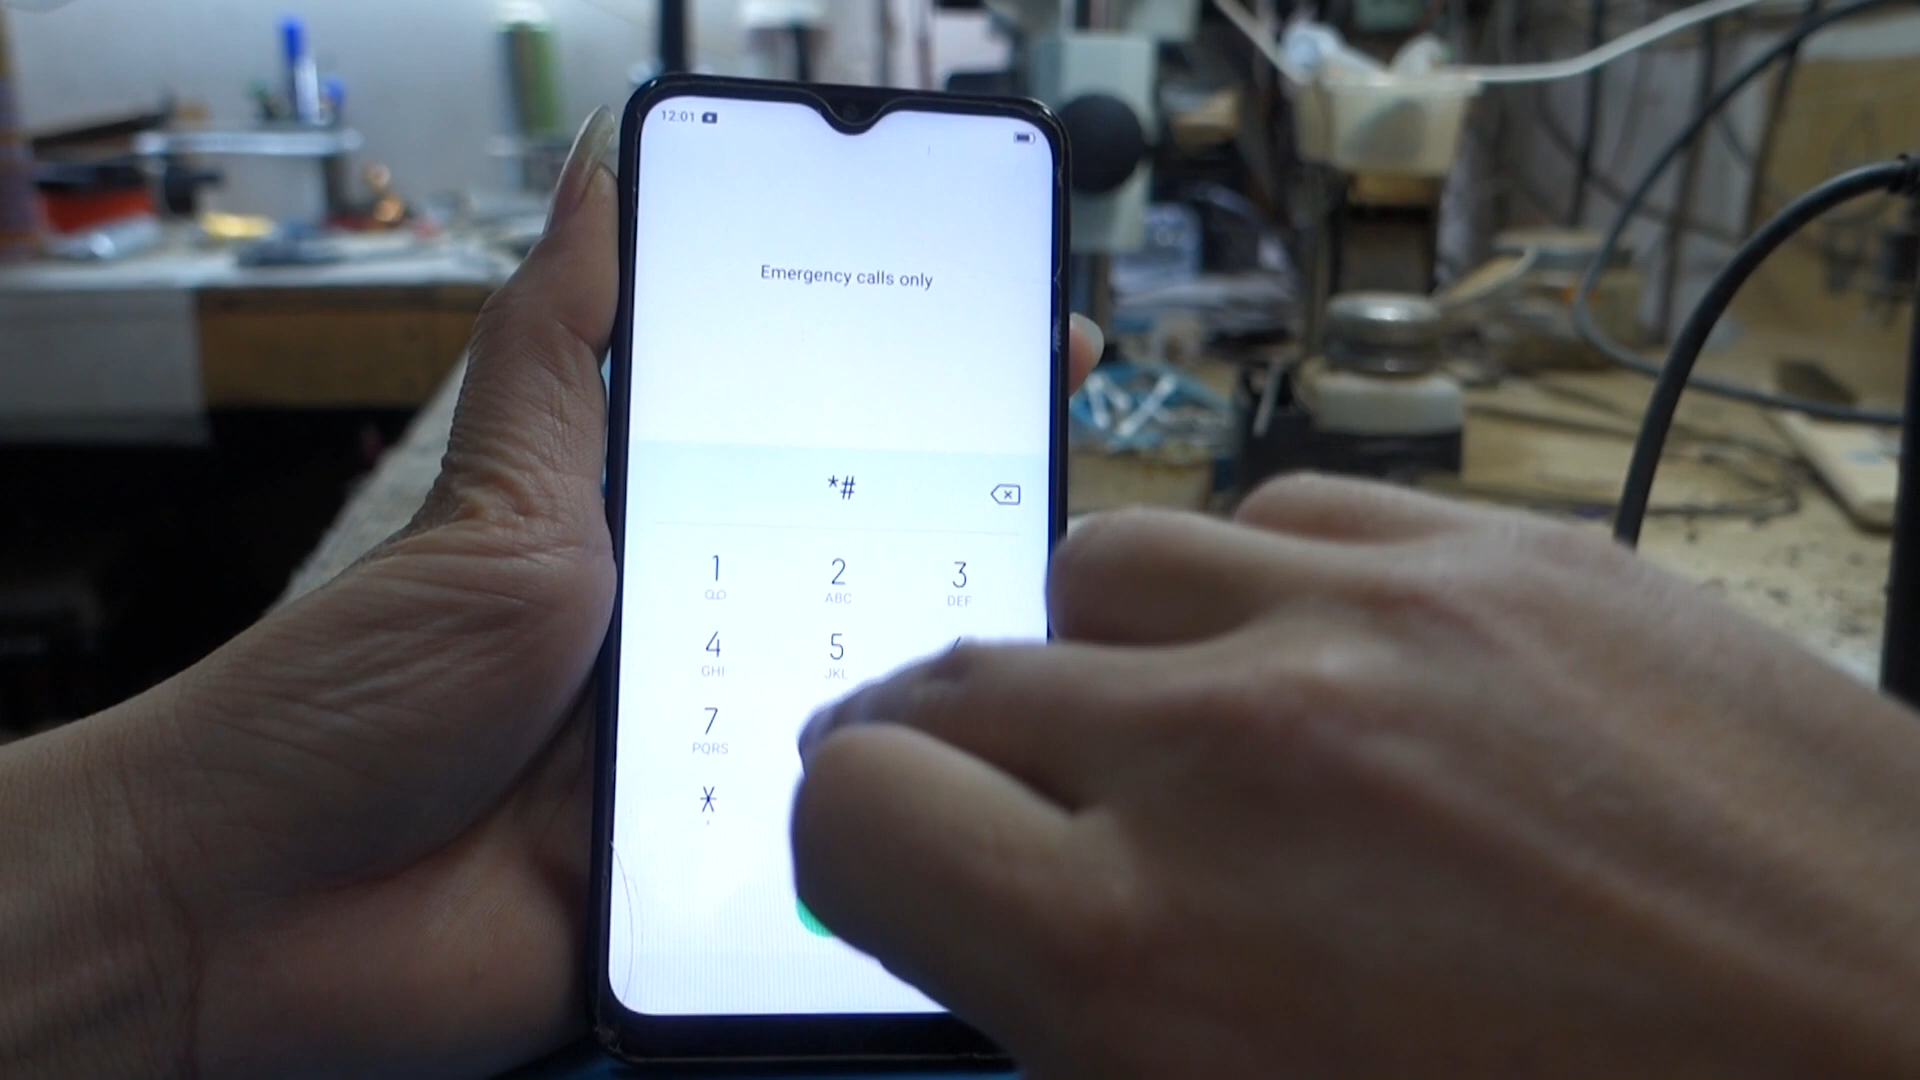 12:01
Emergency calls only
*#
1 2 3
ABC DEF
4 5
GHI JKL
7
PQRS
*